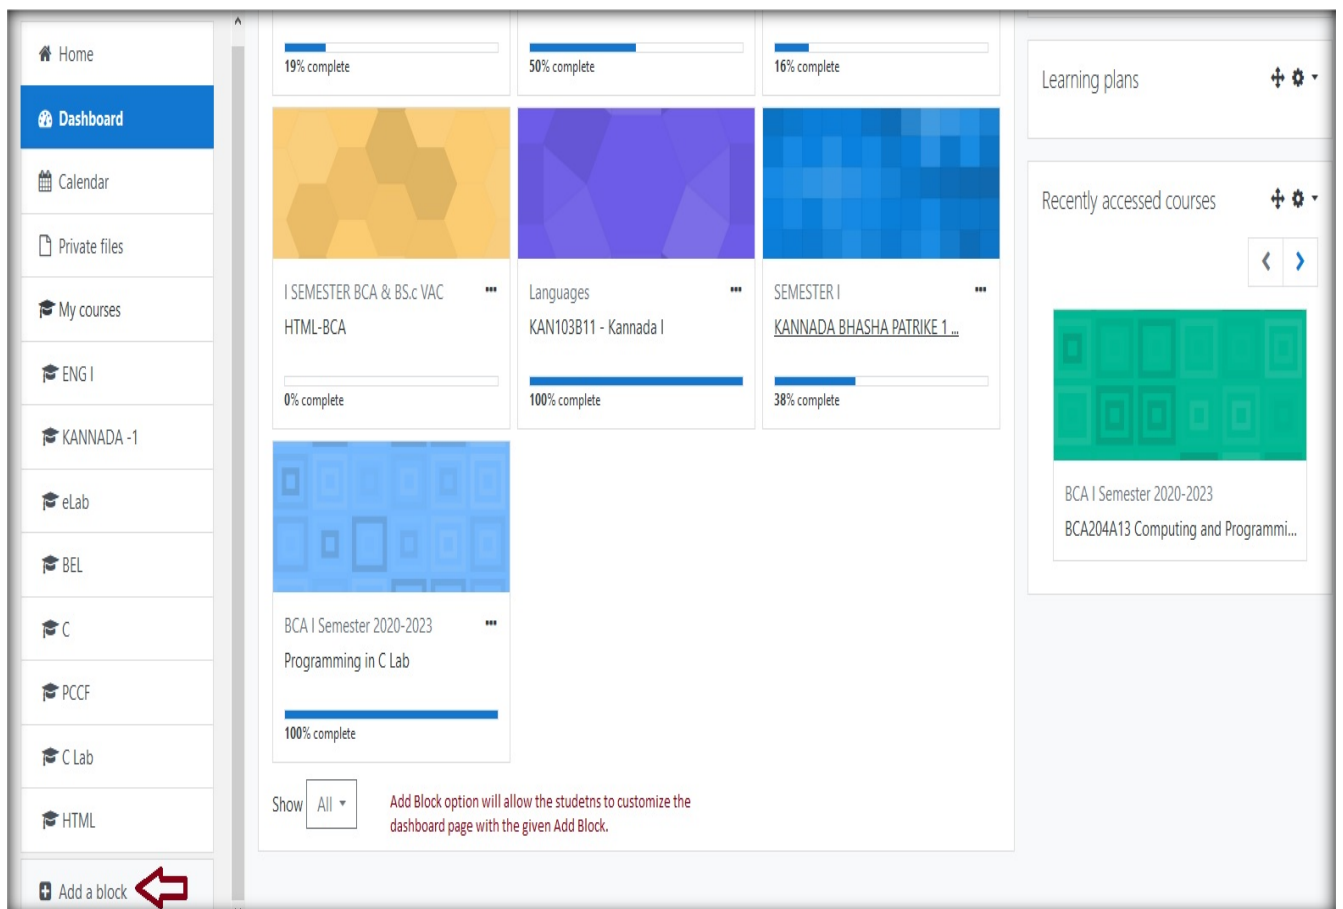 Home
Dashboard
Calendar
Private files
My courses
ENG I
KANNADA -1
eLab
BEL
C
PCCF
C Lab
HTML
Add a block
19% complete
50% complete
16% complete
I SEMESTER BCA & BS.c VAC
HTML-BCA
0% complete
Languages
KAN103B11 - Kannada I
100% complete
SEMESTER I
KANNADA BHASHA PATRIKE 1 ...
38% complete
BCA I Semester 2020-2023
Programming in C Lab
100% complete
Show All
Add Block option will allow the studetns to customize the
dashboard page with the given Add Block.
Learning plans
Recently accessed courses
BCA I Semester 2020-2023
BCA204A13 Computing and Programmi...